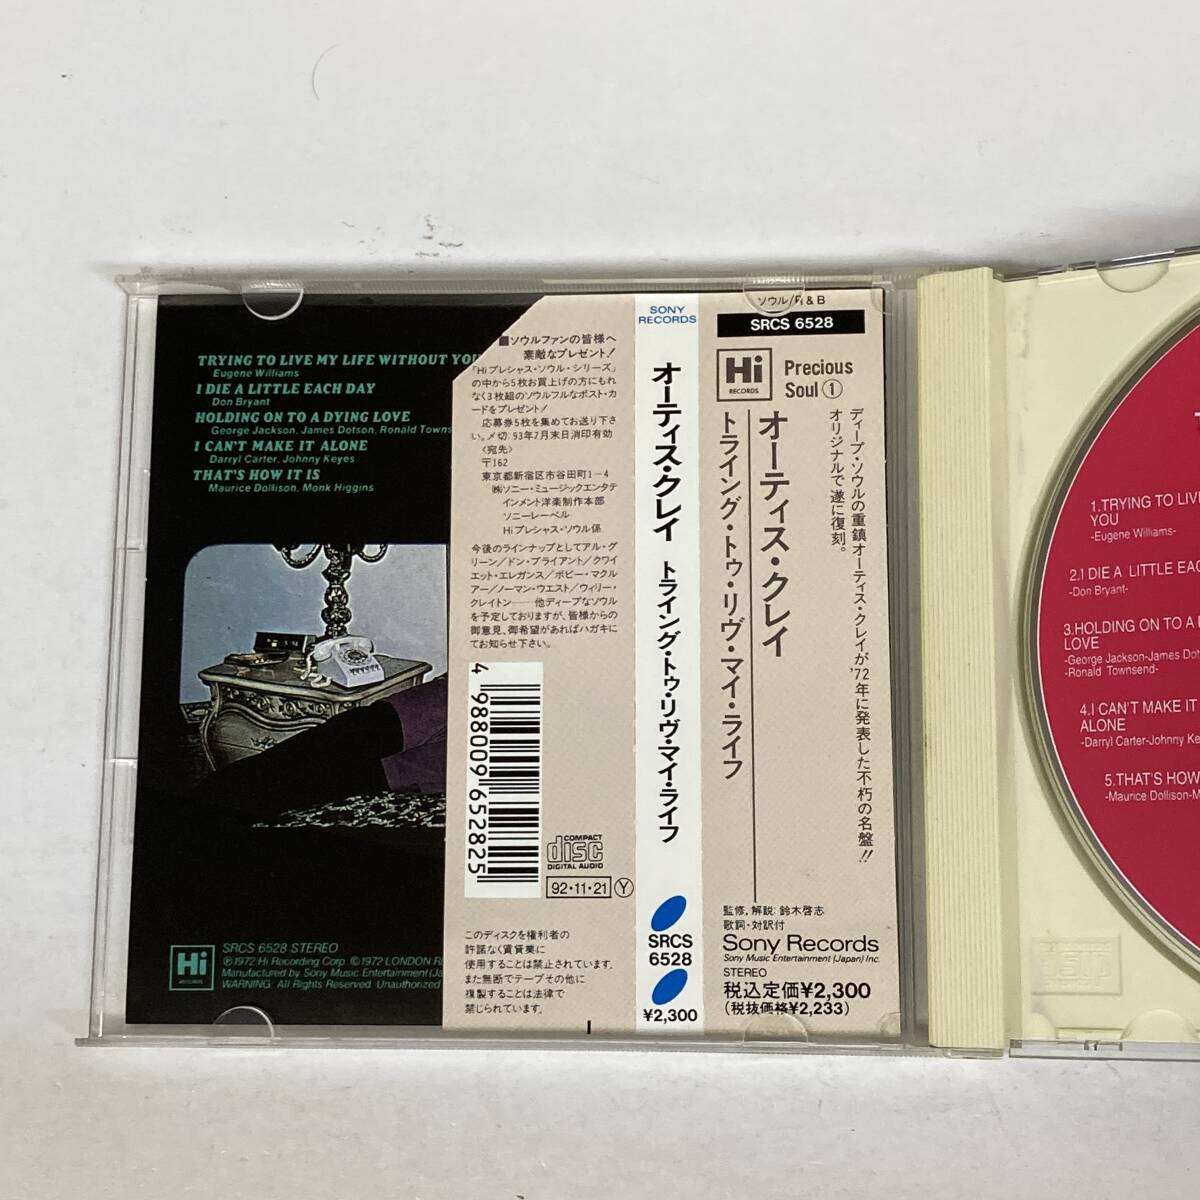 TRYING TO LIVE MY LIFE WITHOUT YOU
Eugene Williams
I DIE A LITTLE EACH DAY
Don Bryant
HOLDING ON TO A DYING LOVE
George Jackson, James Dotson, Ronald Towns
I CAN'T MAKE IT ALONE
Darryl Carter, Johnny Keyes
THAT'S HOW IT IS
Maurice Dollison, Monk Higgins
Hi
RECORDS
SRCS 6528 STEREO
Ⓟ1972 Hi Recording Corp. ©1972 LONDON R
Manufactured by Sony Music Entertainment (Ja
WARNING: All Rights Reserved. Unauthorized
■ソウルファンの皆様へ
素敵なプレゼント!
「Hiプレシャス・ソウル・シリーズ」
の中から5枚お買上げの方にもれ
なく3枚組のソウルフルなポスト・カ
ードをプレゼント/
応募券5枚を集めてお送り下さ
い。〆切:'93年7月末日消印有効
〈宛先〉
〒162
東京都新宿区市谷田町1-4
㈱ソニー・ミュージックエンタテ
インメント洋楽制作本部
ソニーレーベル
Hiプレシャス・ソウル係
今後のラインナップとしてアル・グ
リーン/ドン・ブライアント/クワイ
エット・エレガンス/ボビー・マクル
アー/ノーマン・ウエスト/ウィリー・
クレイトン——他ディープなソウル
を予定しておりますが、皆様からの
御意見、御希望があればハガキに
てお知らせ下さい。
4 988009 652825
COMPACT
disc
DIGITAL AUDIO
92・11・21 Y
このディスクを権利者の
許諾なく賃貸業に
使用することは禁止されています。
また無断でテープその他に
複製することは法律で
禁じられています。
SONY
RECORDS
オーティス・クレイ トライング・トゥ・リヴ・マイ・ライフ
SRCS
6528
¥2,300
ソウル/R&B
SRCS 6528
Hi
RECORDS
Precious
Soul①
ディープ・ソウルの重鎮オーティス・クレイが'72年に発表した不朽の名盤!!
オリジナルで遂に復刻。
オーティス・クレイ
トライング・トゥ・リヴ・マイ・ライフ
監修,解説:鈴木啓志
歌詞・対訳付
Sony Records
Sony Music Entertainment (Japan) Inc.
STEREO
税込定価¥2,300
(税抜価格¥2,233)
1.TRYING TO LIV
YOU
-Eugene Williams-
2.I DIE A LITTLE EAC
-Don Bryant-
3.HOLDING ON TO A
LOVE
-George Jackson-James Dot
-Ronald Townsend-
4.I CAN'T MAKE IT
ALONE
-Darryl Carter-Johnny Ke
5.THAT'S HOW
-Maurice Dollison-M